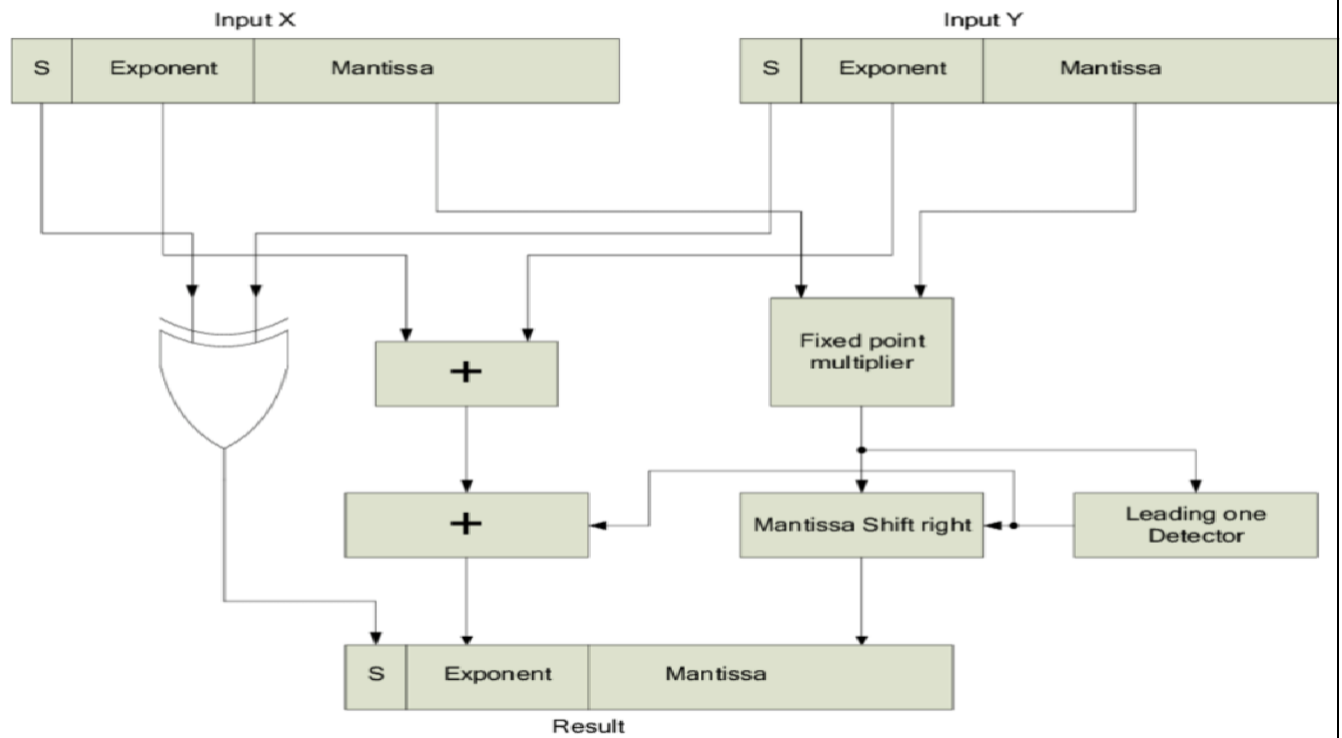 Input X
Input Y
S Exponent Mantissa
S Exponent Mantissa
Fixed point
multiplier
+
+
Mantissa Shift right
Leading one
Detector
S Exponent Mantissa
Result